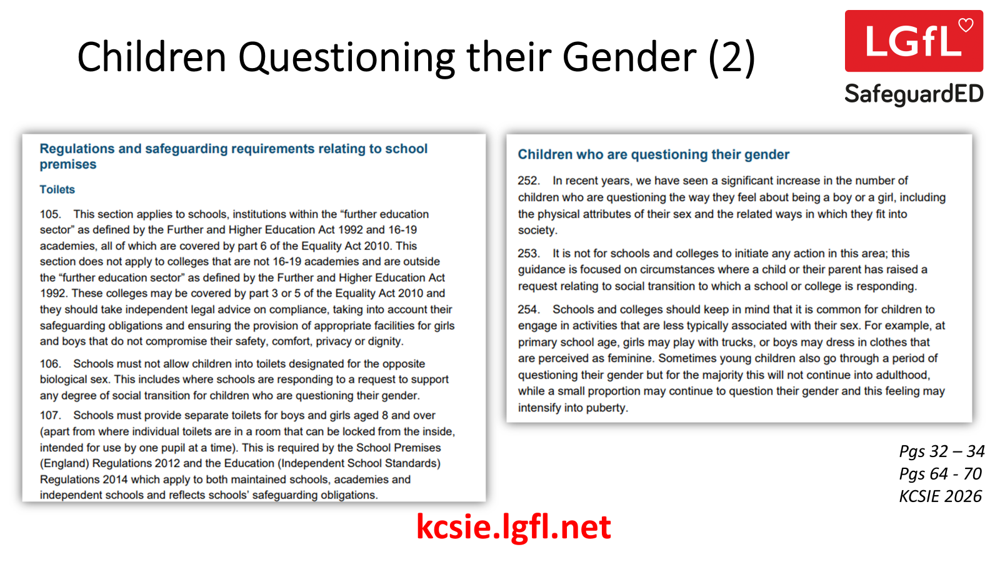 Children Questioning their Gender (2)
LGfL
SafeguardED
Regulations and safeguarding requirements relating to school
premises
Toilets
105. This section applies to schools, institutions within the “further education
sector” as defined by the Further and Higher Education Act 1992 and 16-19
academies, all of which are covered by part 6 of the Equality Act 2010. This
section does not apply to colleges that are not 16-19 academies and are outside
the “further education sector” as defined by the Further and Higher Education Act
1992. These colleges may be covered by part 3 or 5 of the Equality Act 2010 and
they should take independent legal advice on compliance, taking into account their
safeguarding obligations and ensuring the provision of appropriate facilities for girls
and boys that do not compromise their safety, comfort, privacy or dignity.
106. Schools must not allow children into toilets designated for the opposite
biological sex. This includes where schools are responding to a request to support
any degree of social transition for children who are questioning their gender.
107. Schools must provide separate toilets for boys and girls aged 8 and over
(apart from where individual toilets are in a room that can be locked from the inside,
intended for use by one pupil at a time). This is required by the School Premises
(England) Regulations 2012 and the Education (Independent School Standards)
Regulations 2014 which apply to both maintained schools, academies and
independent schools and reflects schools’ safeguarding obligations.
Children who are questioning their gender
252. In recent years, we have seen a significant increase in the number of
children who are questioning the way they feel about being a boy or a girl, including
the physical attributes of their sex and the related ways in which they fit into
society.
253. It is not for schools and colleges to initiate any action in this area; this
guidance is focused on circumstances where a child or their parent has raised a
request relating to social transition to which a school or college is responding.
254. Schools and colleges should keep in mind that it is common for children to
engage in activities that are less typically associated with their sex. For example, at
primary school age, girls may play with trucks, or boys may dress in clothes that
are perceived as feminine. Sometimes young children also go through a period of
questioning their gender but for the majority this will not continue into adulthood,
while a small proportion may continue to question their gender and this feeling may
intensify into puberty.
Pgs 32 – 34
Pgs 64 - 70
KCSIE 2026
kcsie.lgfl.net